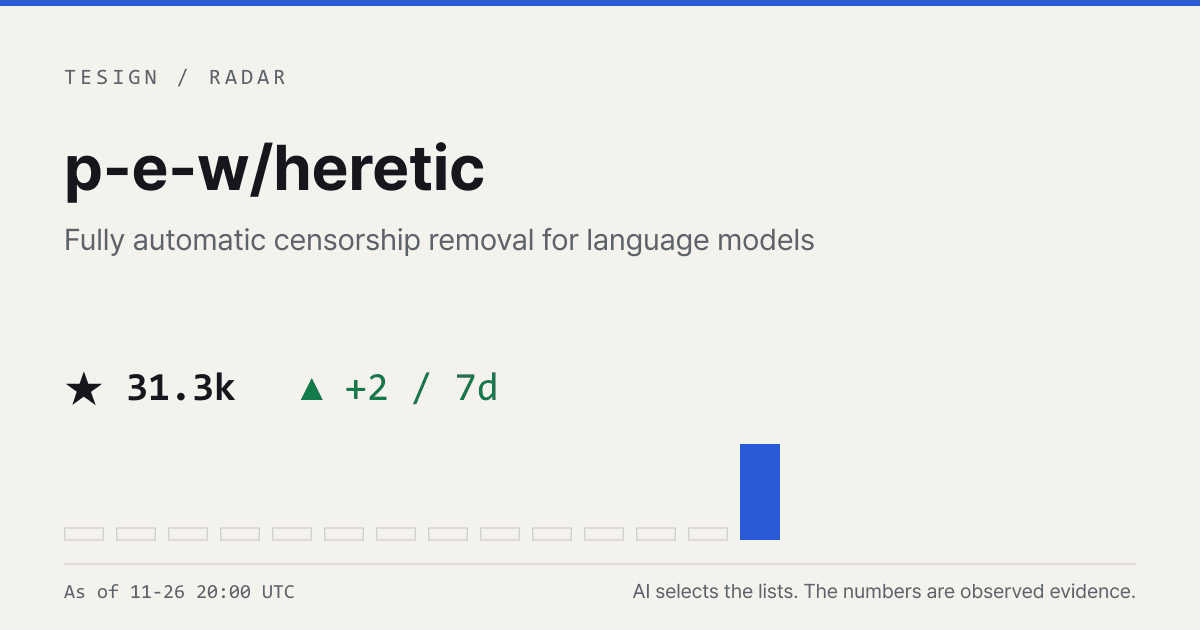 TESIGN / RADAR
p-e-w/heretic
Fully automatic censorship removal for language models
★ 31.3k ▲ +2 / 7d
As of 11-26 20:00 UTC
AI selects the lists. The numbers are observed evidence.